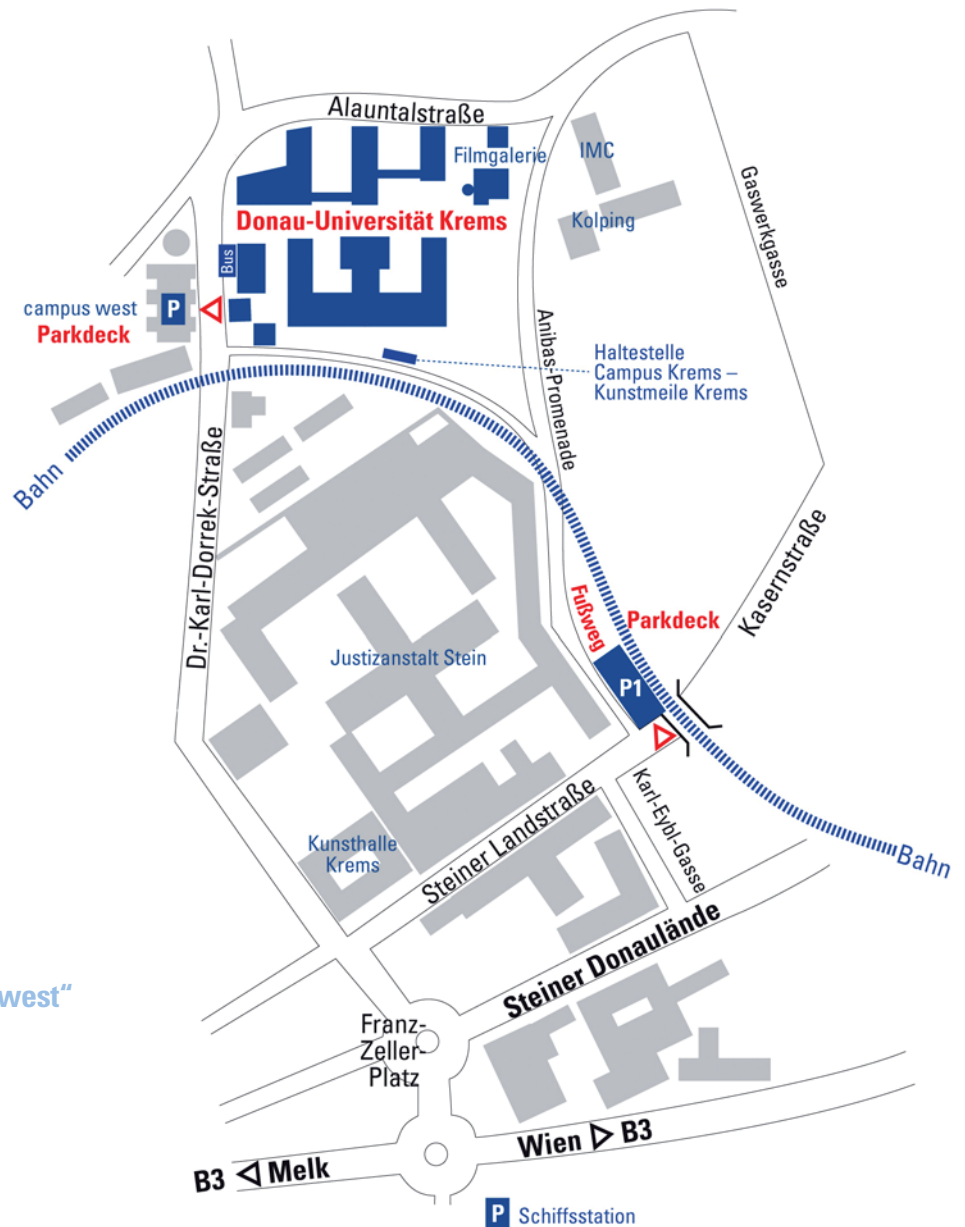 Alauntalstraße
Filmgalerie
IMC
Kolping
Gaswerkgasse
Donau-Universität Krems
Bus
campus west
P
Parkdeck
Haltestelle
Campus Krems –
Kunstmeile Krems
Anibas-Promenade
Bahn
Dr.-Karl-Dorrek-Straße
Kasernstraße
Fußweg
Parkdeck
P1
Justizanstalt Stein
Kunsthalle
Krems
Steiner Landstraße
Karl-Eybl-Gasse
Bahn
Steiner Donaulände
west“
Franz-
Zeller-
Platz
Wien B3
B3 Melk
P Schiffsstation